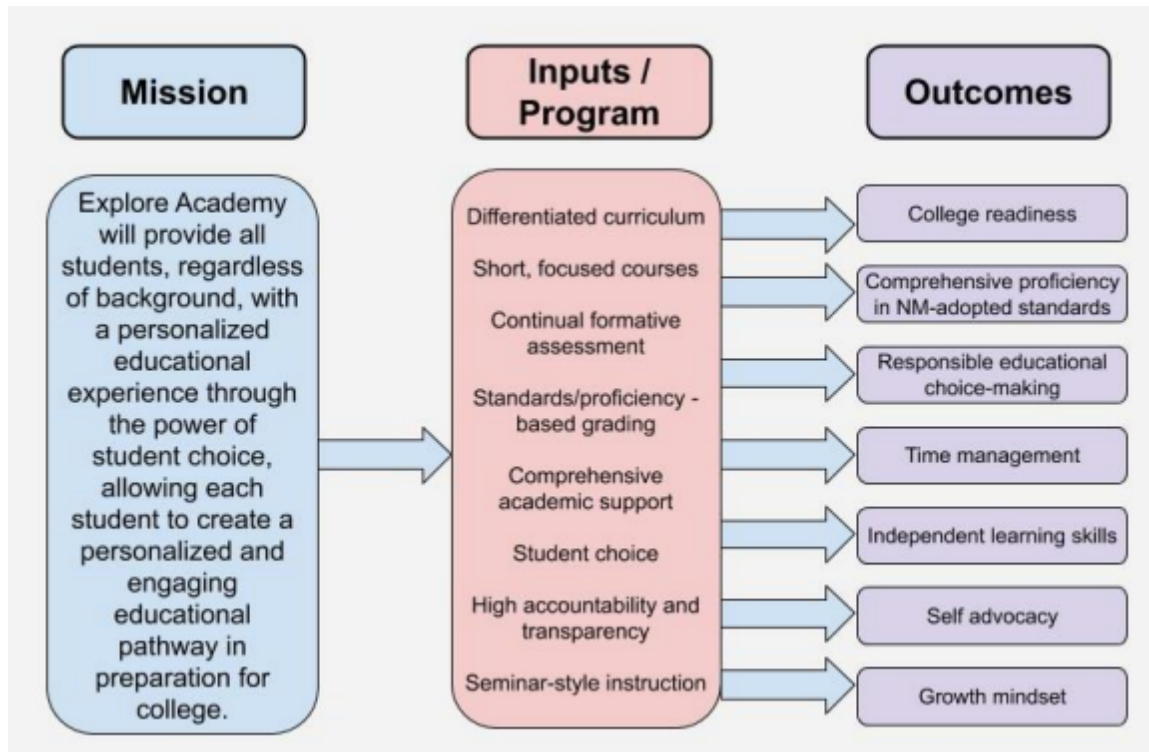 Mission
Explore Academy
will provide all
students, regardless
of background, with
a personalized
educational
experience through
the power of
student choice,
allowing each
student to create a
personalized and
engaging
educational
pathway in
preparation for
college.
Inputs /
Program
Differentiated curriculum
Short, focused courses
Continual formative
assessment
Standards/proficiency -
based grading
Comprehensive
academic support
Student choice
High accountability and
transparency
Seminar-style instruction
Outcomes
College readiness
Comprehensive proficiency
in NM-adopted standards
Responsible educational
choice-making
Time management
Independent learning skills
Self advocacy
Growth mindset